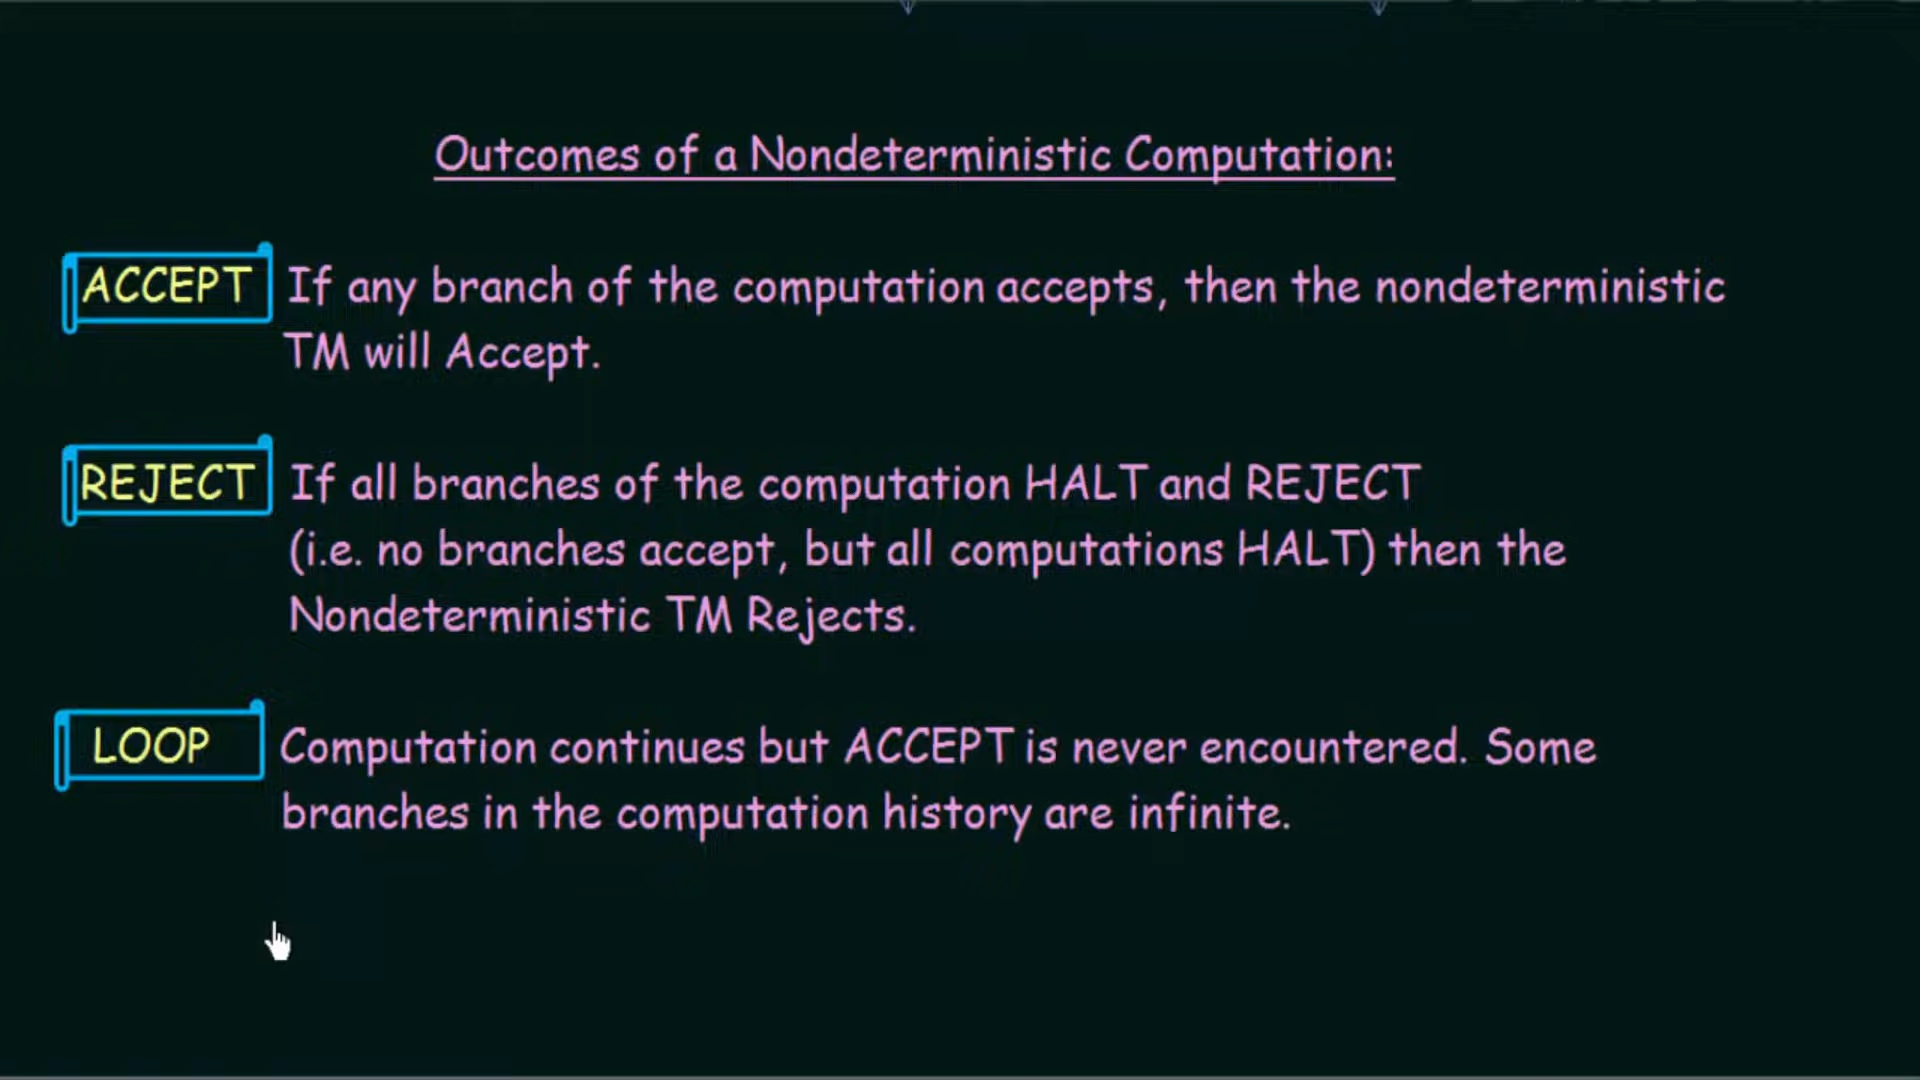 Outcomes of a Nondeterministic Computation:
ACCEPT If any branch of the computation accepts, then the nondeterministic
TM will Accept.
REJECT If all branches of the computation HALT and REJECT
(i.e. no branches accept, but all computations HALT) then the
Nondeterministic TM Rejects.
LOOP Computation continues but ACCEPT is never encountered. Some
branches in the computation history are infinite.